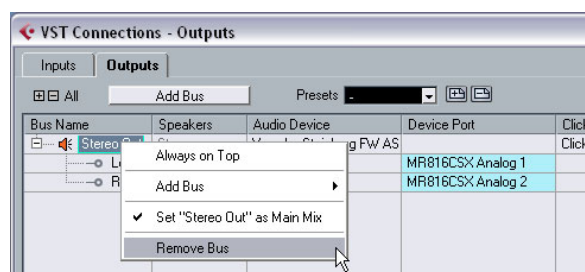 VST Connections - Outputs
Inputs Outputs
All Add Bus Presets -
Bus Name Speakers Audio Device Device Port Click
Stereo Out g FW AS Click
Always on Top
MR816CSX Analog 1
Add Bus
R MR816CSX Analog 2
Set "Stereo Out" as Main Mix
Remove Bus